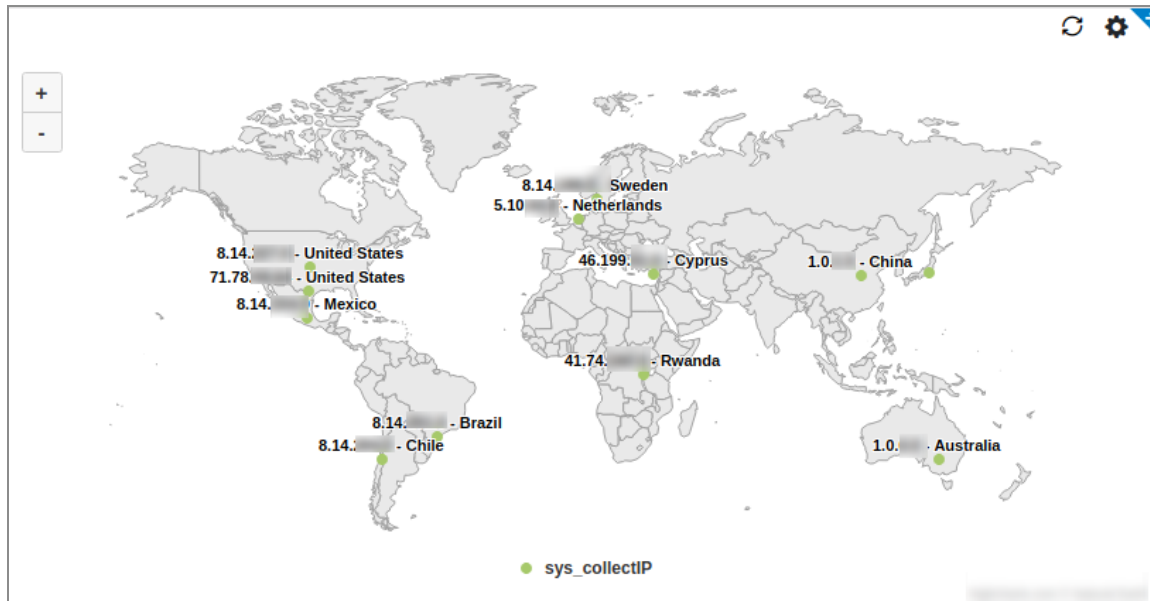 +
-
8.14. Sweden
5.10 - Netherlands
8.14. - United States
46.199. - Cyprus
1.0. - China
71.78. - United States
8.14. - Mexico
41.74. - Rwanda
8.14. - Brazil
8.14. - Chile
1.0. - Australia
sys_collectIP